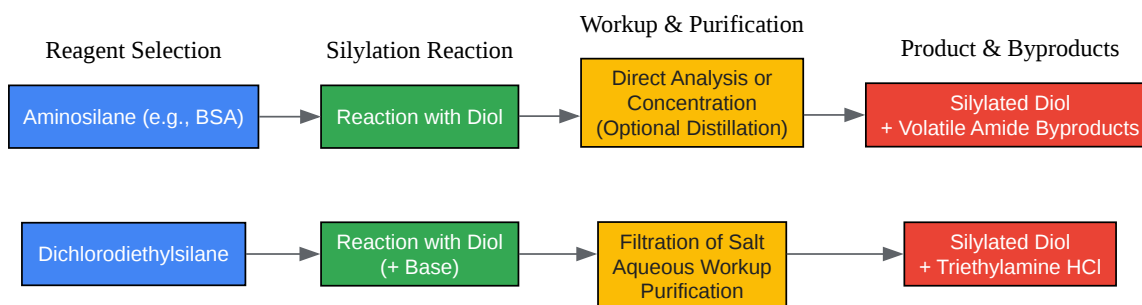 Reagent Selection
Silylation Reaction
Workup & Purification
Product & Byproducts
Aminosilane (e.g., BSA)
Reaction with Diol
Direct Analysis or
Concentration
(Optional Distillation)
Silylated Diol
+ Volatile Amide Byproducts
Dichlorodiethylsilane
Reaction with Diol
(+ Base)
Filtration of Salt
Aqueous Workup
Purification
Silylated Diol
+ Triethylamine HCl